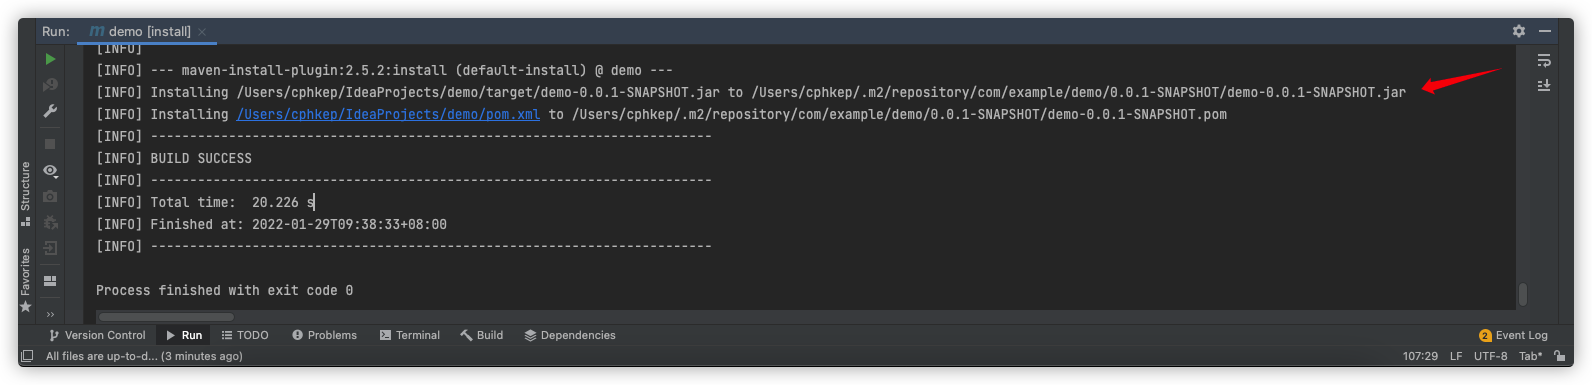 Run: demo [install]
[INFO]
[INFO] --- maven-install-plugin:2.5.2:install (default-install) @ demo ---
[INFO] Installing /Users/cphkep/IdeaProjects/demo/target/demo-0.0.1-SNAPSHOT.jar to /Users/cphkep/.m2/repository/com/example/demo/0.0.1-SNAPSHOT/demo-0.0.1-SNAPSHOT.jar
[INFO] Installing /Users/cphkep/IdeaProjects/demo/pom.xml to /Users/cphkep/.m2/repository/com/example/demo/0.0.1-SNAPSHOT/demo-0.0.1-SNAPSHOT.pom
[INFO] ------------------------------------------------------------------------
[INFO] BUILD SUCCESS
[INFO] ------------------------------------------------------------------------
[INFO] Total time:  20.226 s
[INFO] Finished at: 2022-01-29T09:38:33+08:00
[INFO] ------------------------------------------------------------------------
Process finished with exit code 0
Structure
Favorites
Version Control Run TODO Problems Terminal Build Dependencies 2 Event Log
All files are up-to-d... (3 minutes ago) 107:29 LF UTF-8 Tab*